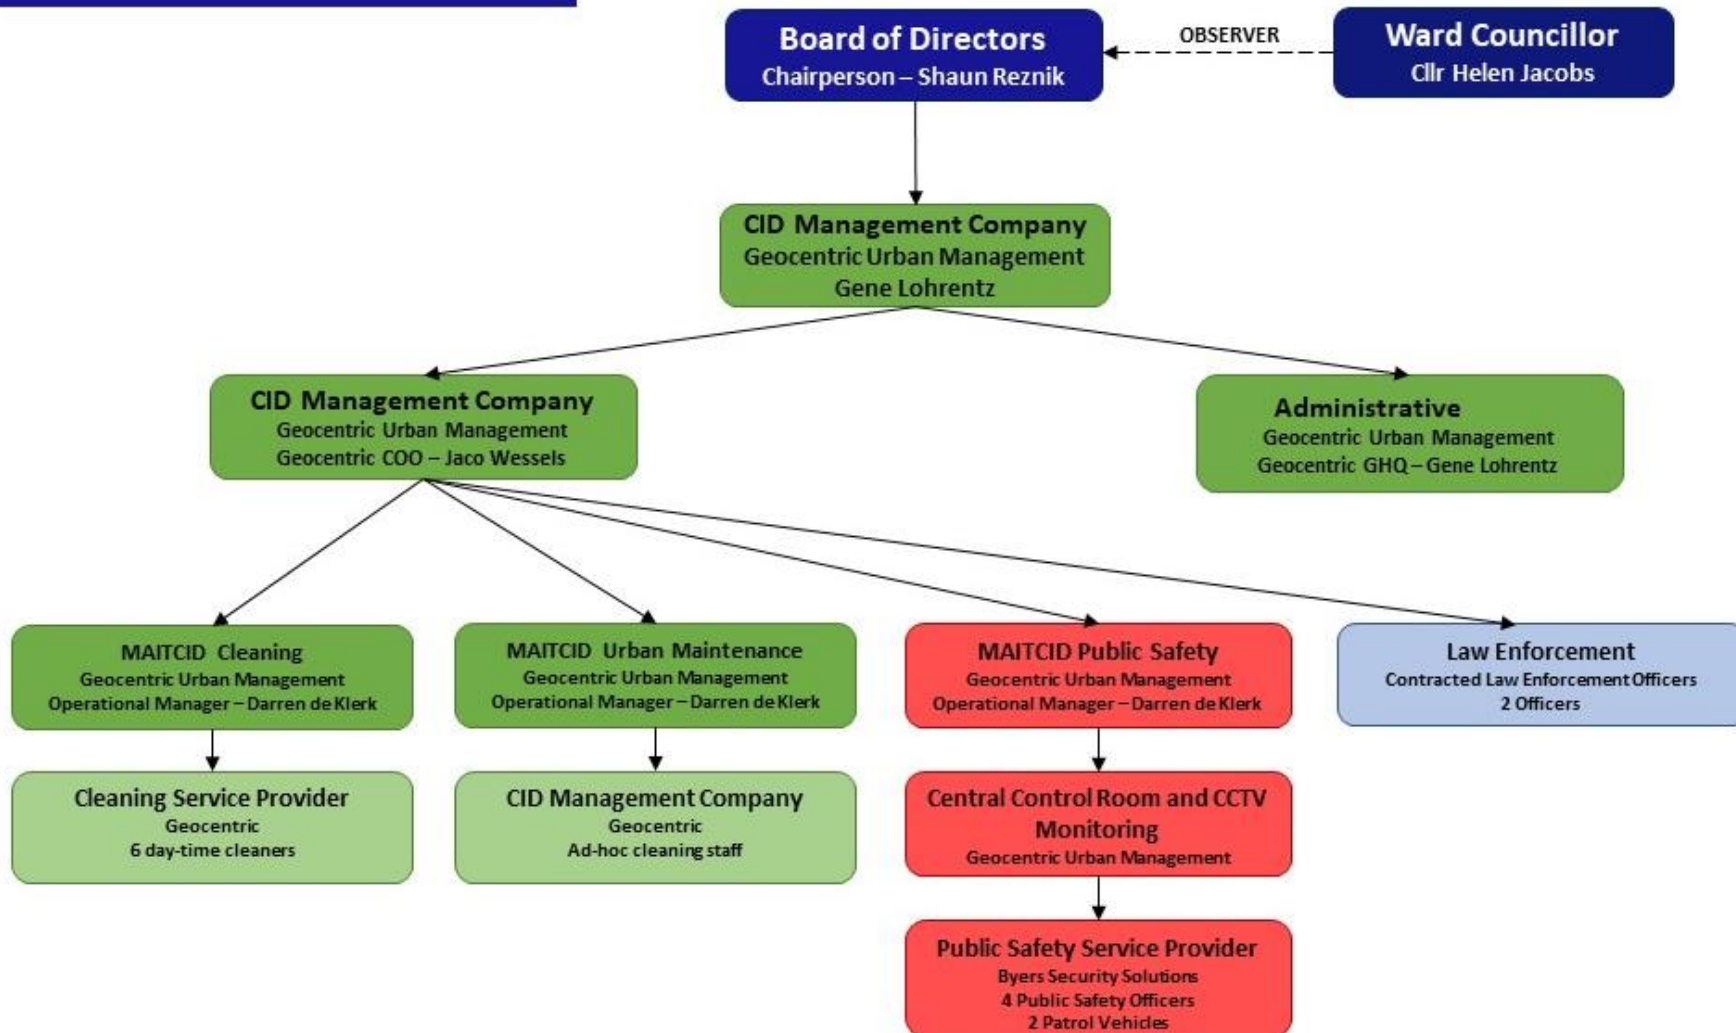 Board of Directors
Chairperson – Shaun Reznik
OBSERVER
Ward Councillor
Cllr Helen Jacobs
CID Management Company
Geocentric Urban Management
Gene Lohrentz
CID Management Company
Geocentric Urban Management
Geocentric COO – Jaco Wessels
Administrative
Geocentric Urban Management
Geocentric GHQ – Gene Lohrentz
MAITCID Cleaning
Geocentric Urban Management
Operational Manager – Darren de Klerk
MAITCID Urban Maintenance
Geocentric Urban Management
Operational Manager – Darren de Klerk
MAITCID Public Safety
Geocentric Urban Management
Operational Manager – Darren de Klerk
Law Enforcement
Contracted Law Enforcement Officers
2 Officers
Cleaning Service Provider
Geocentric
6 day-time cleaners
CID Management Company
Geocentric
Ad-hoc cleaning staff
Central Control Room and CCTV
Monitoring
Geocentric Urban Management
Public Safety Service Provider
Byers Security Solutions
4 Public Safety Officers
2 Patrol Vehicles